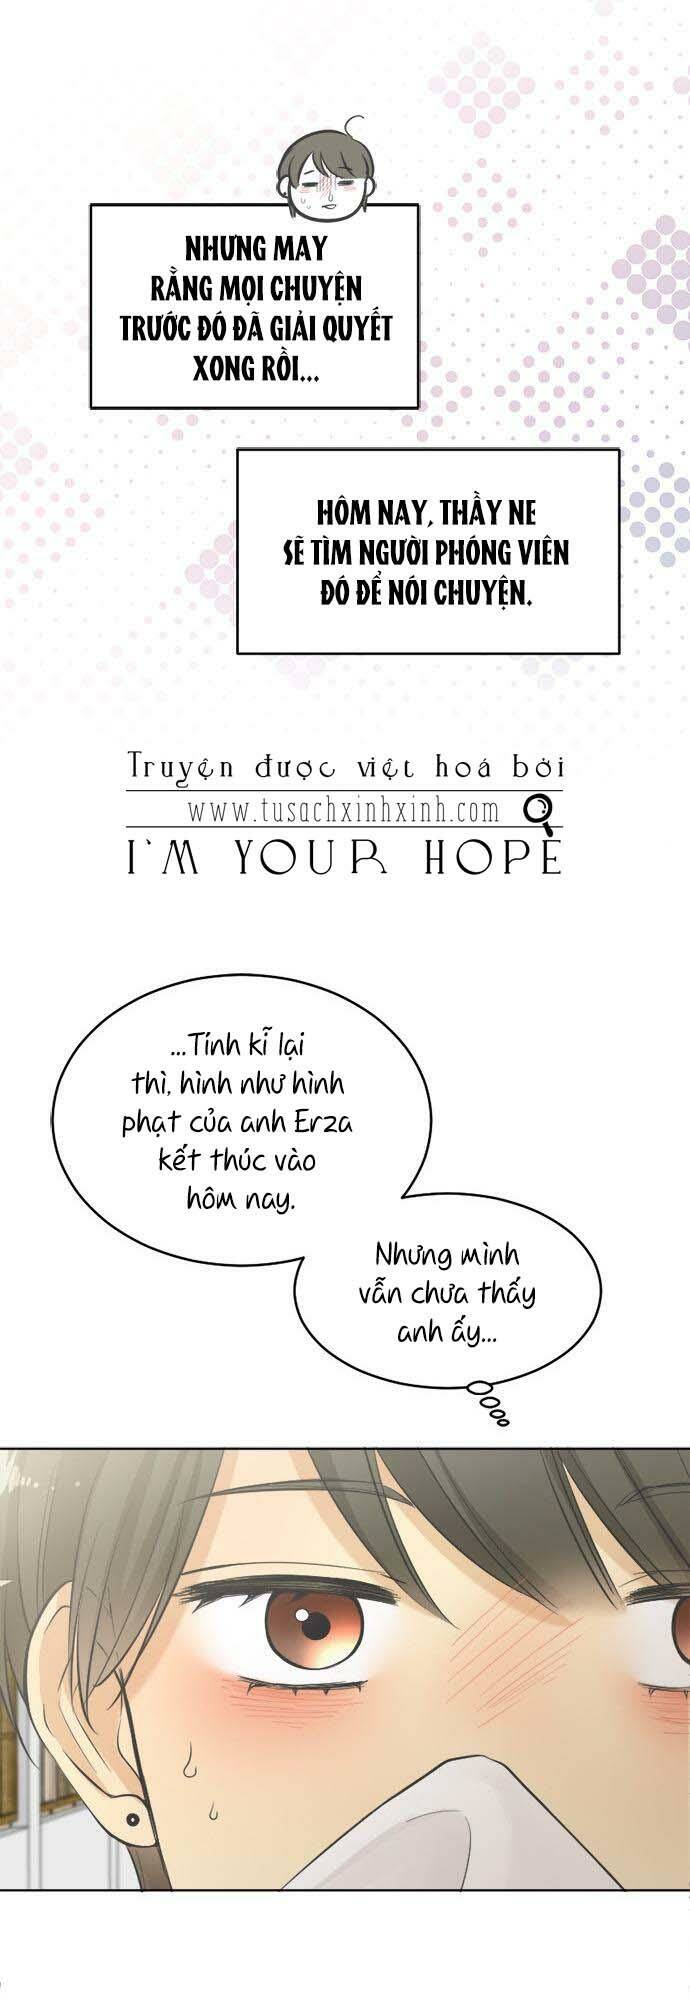 NHƯNG MAY
RẰNG MỌI CHUYỆN
TRƯỚC ĐÓ ĐÃ GIẢI QUYẾT
XONG RỒI...
HÔM NAY, THẦY NE
SẼ TÌM NGƯỜI PHÓNG VIÊN
ĐÓ ĐỂ NÓI CHUYỆN.
Truyện được việt hoá bởi
www.tusachxinhxinh.com
I'M YOUR HOPE
...Tính kĩ lại
thì, hình như hình
phạt của anh Erza
kết thúc vào
hôm nay.
Nhưng mình
vẫn chưa thấy
anh ấy...